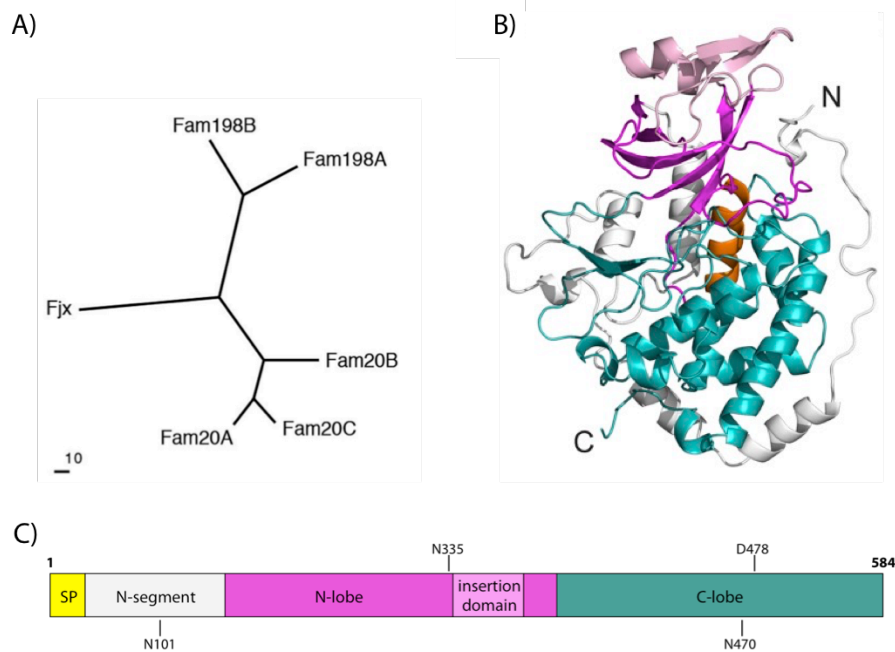 A)
Fam198B
Fam198A
Fjx
Fam20B
Fam20A
Fam20C
10
B)
N
C
C)
1
N335
D478
584
SP
N-segment
N-lobe
insertion
domain
C-lobe
N101
N470